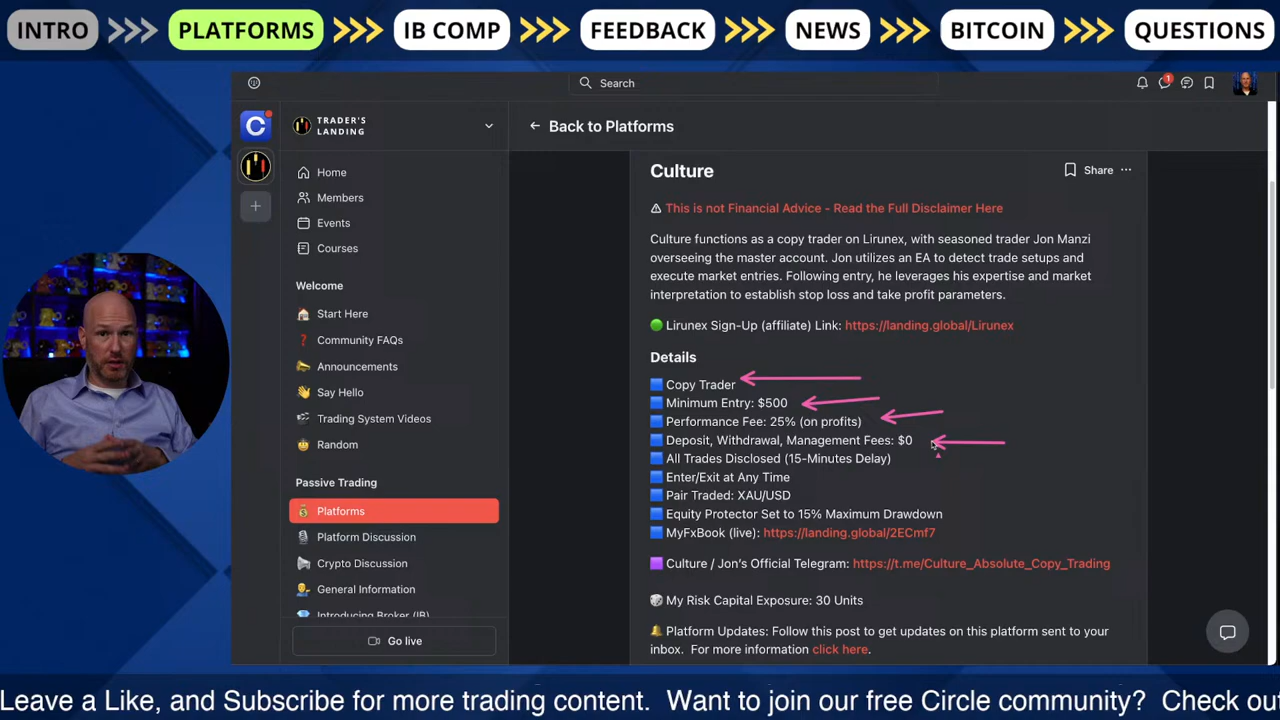 INTRO
PLATFORMS
IB COMP
FEEDBACK
NEWS
BITCOIN
QUESTIONS
Search
1
C
TRADER'S
LANDING
Home
Members
Events
Courses
Welcome
Start Here
Community FAQs
Announcements
Say Hello
Trading System Videos
Random
Passive Trading
Platforms
Platform Discussion
Crypto Discussion
General Information
Introducing Broker (IB)
Go live
Back to Platforms
Culture
Share
This is not Financial Advice - Read the Full Disclaimer Here
Culture functions as a copy trader on Lirunex, with seasoned trader Jon Manzi
overseeing the master account. Jon utilizes an EA to detect trade setups and
execute market entries. Following entry, he leverages his expertise and market
interpretation to establish stop loss and take profit parameters.
Lirunex Sign-Up (affiliate) Link: https://landing.global/Lirunex
Details
Copy Trader
Minimum Entry: $500
Performance Fee: 25% (on profits)
Deposit, Withdrawal, Management Fees: $0
All Trades Disclosed (15-Minutes Delay)
Enter/Exit at Any Time
Pair Traded: XAU/USD
Equity Protector Set to 15% Maximum Drawdown
MyFxBook (live): https://landing.global/2ECmf7
Culture / Jon's Official Telegram: https://t.me/Culture_Absolute_Copy_Trading
My Risk Capital Exposure: 30 Units
Platform Updates: Follow this post to get updates on this platform sent to your
inbox. For more information click here.
Leave a Like, and Subscribe for more trading content. Want to join our free Circle community? Check out